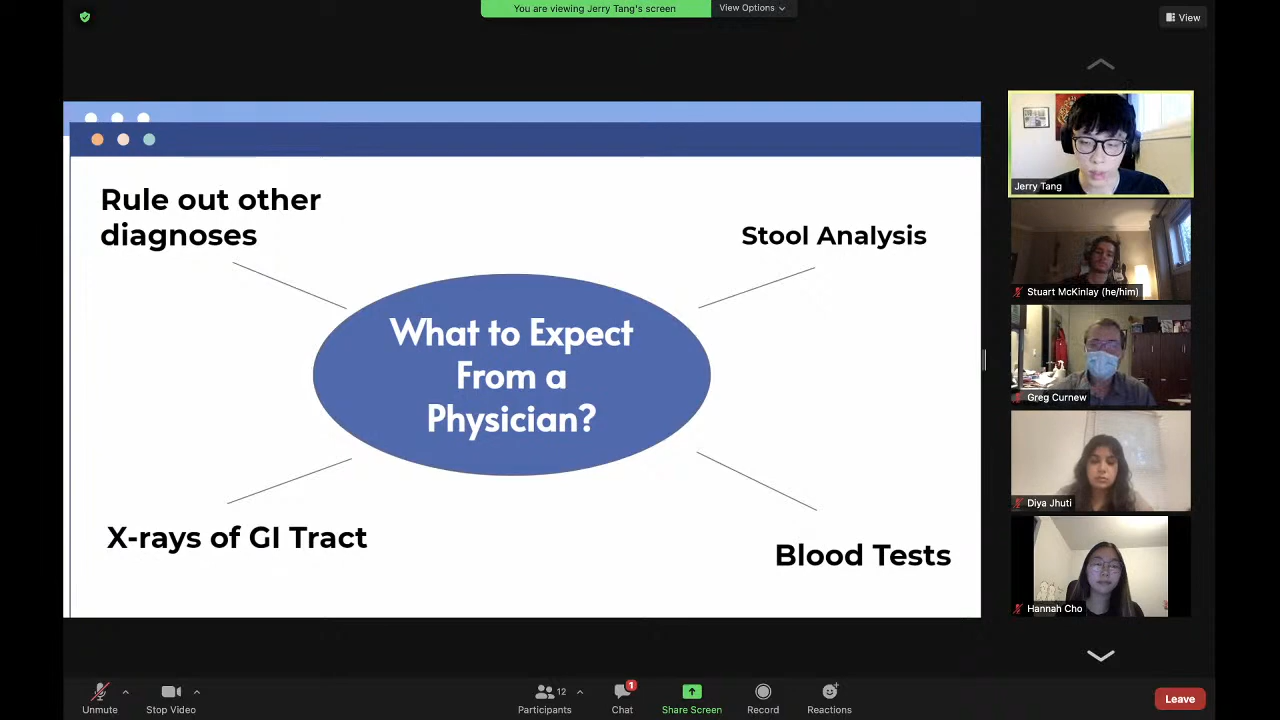 You are viewing Jerry Tang's screen
View Options
View
Rule out other
diagnoses
Stool Analysis
What to Expect
From a
Physician?
X-rays of GI Tract
Blood Tests
Jerry Tang
Stuart McKinlay (he/him)
Greg Curnew
Diya Jhuti
Hannah Cho
Unmute
Stop Video
12
Participants
1
Chat
Share Screen
Record
Reactions
Leave